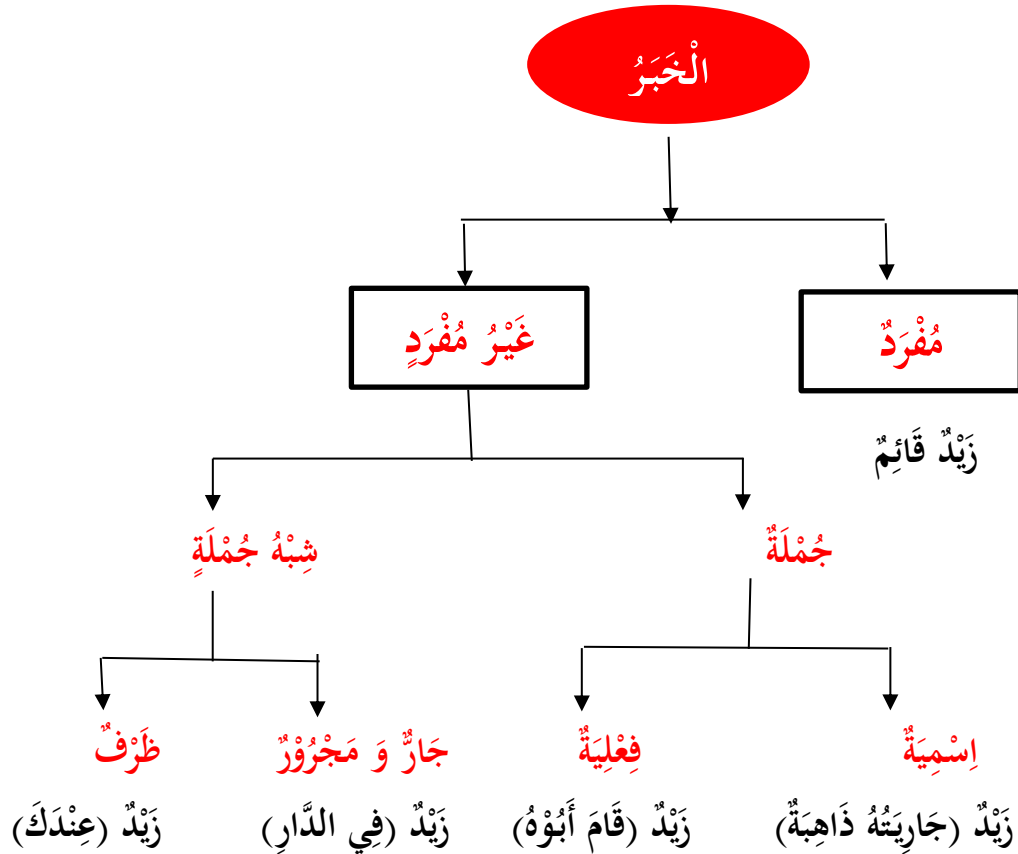 الْخَبَرُ
مُفْرَدٌ
غَيْرُ مُفْرَدٍ
زَيْدٌ قَائِمٌ
جُمْلَةٌ
شِبْهُ جُمْلَةٍ
اِسْمِيَةٌ
فِعْلِيَةٌ
جَارٌّ وَ مَجْرُوْرٌ
ظَرْفٌ
زَيْدٌ (جَارِيَتُهُ ذَاهِبَةٌ)
زَيْدٌ (قَامَ أَبُوْهُ)
زَيْدٌ (فِي الدَّارِ)
زَيْدٌ (عِنْدَكَ)